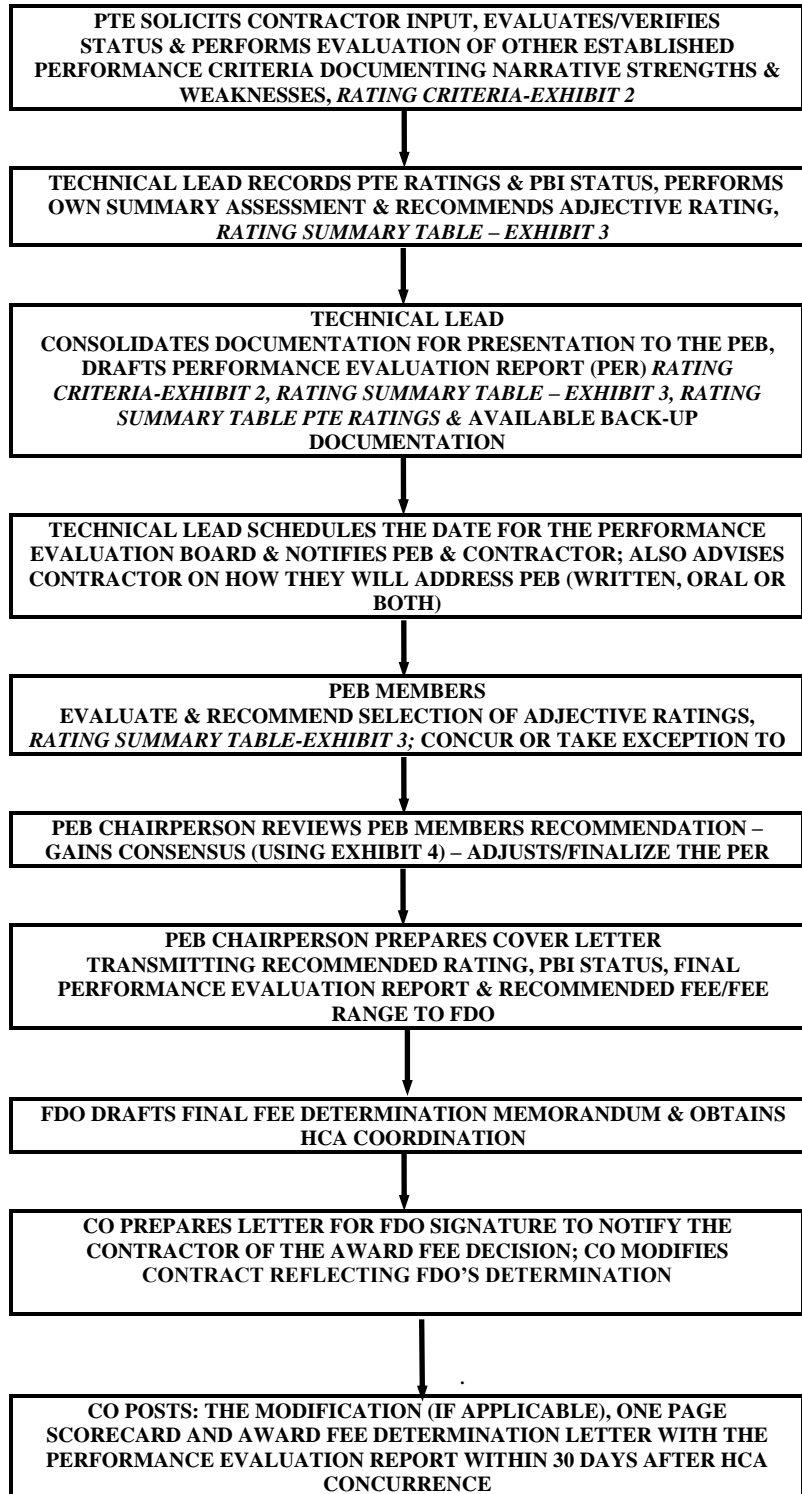 PTE SOLICITS CONTRACTOR INPUT, EVALUATES/VERIFIES
STATUS & PERFORMS EVALUATION OF OTHER ESTABLISHED
PERFORMANCE CRITERIA DOCUMENTING NARRATIVE STRENGTHS &
WEAKNESSES, RATING CRITERIA-EXHIBIT 2
TECHNICAL LEAD RECORDS PTE RATINGS & PBI STATUS, PERFORMS
OWN SUMMARY ASSESSMENT & RECOMMENDS ADJECTIVE RATING,
RATING SUMMARY TABLE – EXHIBIT 3
TECHNICAL LEAD
CONSOLIDATES DOCUMENTATION FOR PRESENTATION TO THE PEB,
DRAFTS PERFORMANCE EVALUATION REPORT (PER) RATING
CRITERIA-EXHIBIT 2, RATING SUMMARY TABLE – EXHIBIT 3, RATING
SUMMARY TABLE PTE RATINGS & AVAILABLE BACK-UP
DOCUMENTATION
TECHNICAL LEAD SCHEDULES THE DATE FOR THE PERFORMANCE
EVALUATION BOARD & NOTIFIES PEB & CONTRACTOR; ALSO ADVISES
CONTRACTOR ON HOW THEY WILL ADDRESS PEB (WRITTEN, ORAL OR
BOTH)
PEB MEMBERS
EVALUATE & RECOMMEND SELECTION OF ADJECTIVE RATINGS,
RATING SUMMARY TABLE-EXHIBIT 3; CONCUR OR TAKE EXCEPTION TO
PEB CHAIRPERSON REVIEWS PEB MEMBERS RECOMMENDATION –
GAINS CONSENSUS (USING EXHIBIT 4) – ADJUSTS/FINALIZE THE PER
PEB CHAIRPERSON PREPARES COVER LETTER
TRANSMITTING RECOMMENDED RATING, PBI STATUS, FINAL
PERFORMANCE EVALUATION REPORT & RECOMMENDED FEE/FEE
RANGE TO FDO
FDO DRAFTS FINAL FEE DETERMINATION MEMORANDUM & OBTAINS
HCA COORDINATION
CO PREPARES LETTER FOR FDO SIGNATURE TO NOTIFY THE
CONTRACTOR OF THE AWARD FEE DECISION; CO MODIFIES
CONTRACT REFLECTING FDO’S DETERMINATION
.
CO POSTS: THE MODIFICATION (IF APPLICABLE), ONE PAGE
SCORECARD AND AWARD FEE DETERMINATION LETTER WITH THE
PERFORMANCE EVALUATION REPORT WITHIN 30 DAYS AFTER HCA
CONCURRENCE